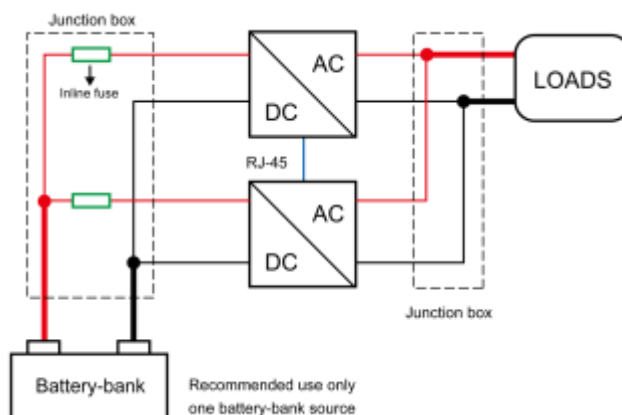 Junction box
Inline fuse
AC
DC
LOADS
RJ-45
AC
DC
Junction box
Battery-bank
Recommended use only
one battery-bank source